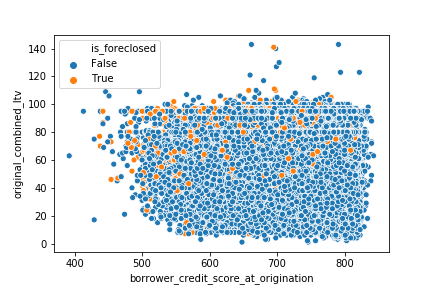 is_foreclosed
False
True
original_combined_ltv
140
120
100
80
60
40
20
0
400
500
600
700
800
borrower_credit_score_at_origination